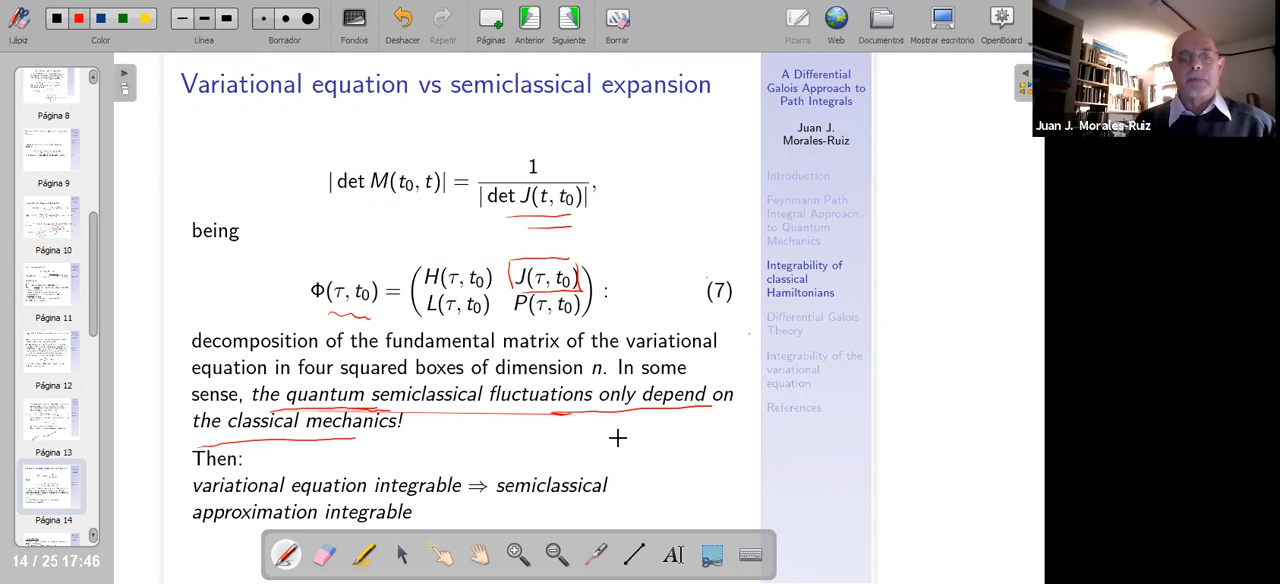 Lápiz
Color
Línea
Borrador
Fondos
Deshacer
Repetir
Páginas
Anterior
Siguiente
Borrar
Pizarra
Web
Documentos
Mostrar escritorio
OpenBoard
Página 8
Página 9
Página 10
Página 11
Página 12
Página 13
Página 14
14 / 25 17:46
Variational equation vs semiclassical expansion
|det M(t₀, t)| = 1 / |det J(t, t₀)|,
being
Φ(τ, t₀) = ( H(τ, t₀) J(τ, t₀)
L(τ, t₀) P(τ, t₀) ) : (7)
decomposition of the fundamental matrix of the variational
equation in four squared boxes of dimension n. In some
sense, the quantum semiclassical fluctuations only depend on
the classical mechanics!
Then:
variational equation integrable ⇒ semiclassical
approximation integrable
A Differential
Galois Approach to
Path Integrals
Juan J.
Morales-Ruiz
Introduction
Feynmann Path
Integral Approach
to Quantum
Mechanics
Integrability of
classical
Hamiltonians
Differential Galois
Theory
Integrability of the
variational
equation
References
Juan J. Morales-Ruiz
AI